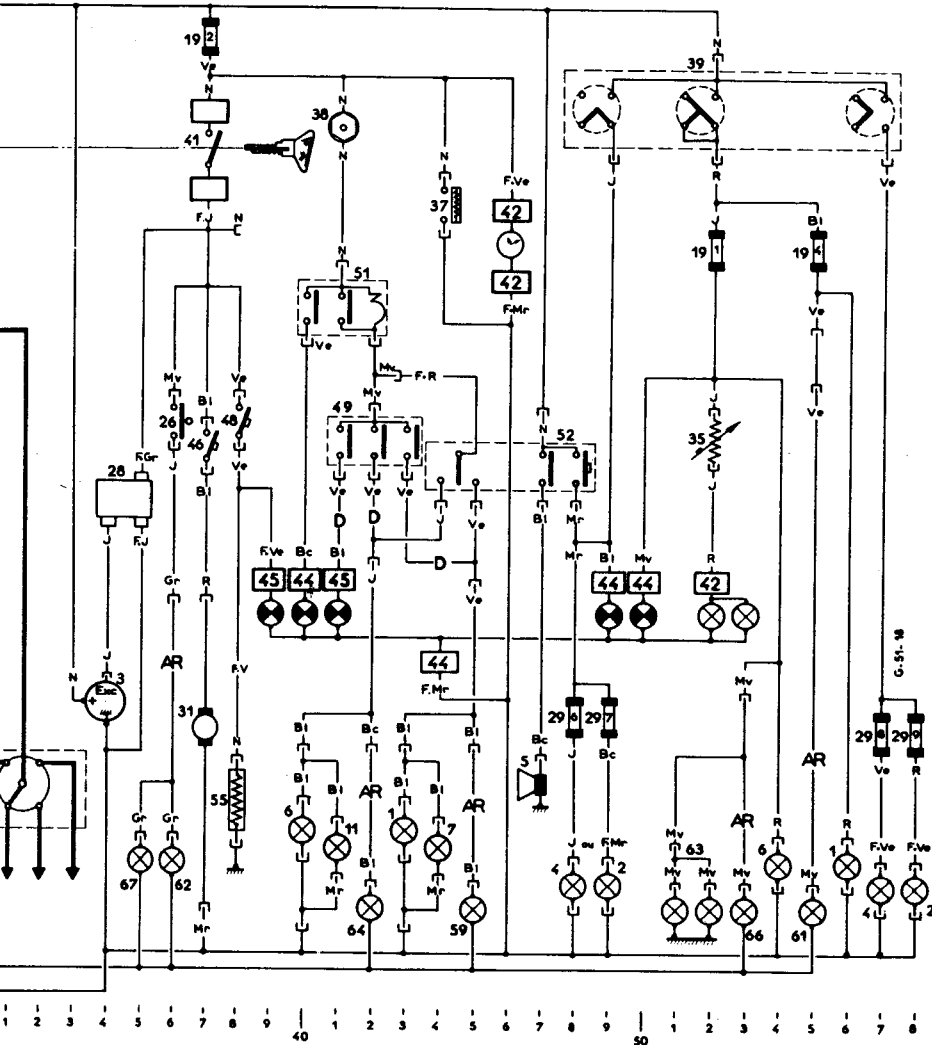 N
19 2
39
Ve
N N N
38
41
N N
37
F.Ve
J R Ve
42
F.J N
J Bl
19 1 19 4
N
42
51
F.Mr
Ve Ve
Mv F.R
Mv Ve Mv J Ve
26 Bl 48 49 N 52 35
46
F.Gr J Ve
28
Bl Ve Ve Ve J Ve Bl Mr J
D D
D
J F.J F.Ve Bc Bl J Mr Bl Mv R
45 44 45 44 44 42
Gr R Ve
AR F.V 44
G-51-18
J
N 3 F.Mr Mv
Exc
+
31 N
Bl Bc Bl Bl Bc 29 6 29 7 29 8 29 9
J Bc AR Ve R
55 Bl Bl AR Bl Bl AR 5
Gr Gr 6 11 1 7 J ou F.Mr Mv 63 AR R R F.Ve F.Ve
67 62 Mr Bl Mr Bl 4 2 Mv Mv Mv 6 Mv 1 4 2
Mr 64 59 66 61
1 2 3 4 5 6 7 8 9 40 1 2 3 4 5 6 7 8 9 50 1 2 3 4 5 6 7 8